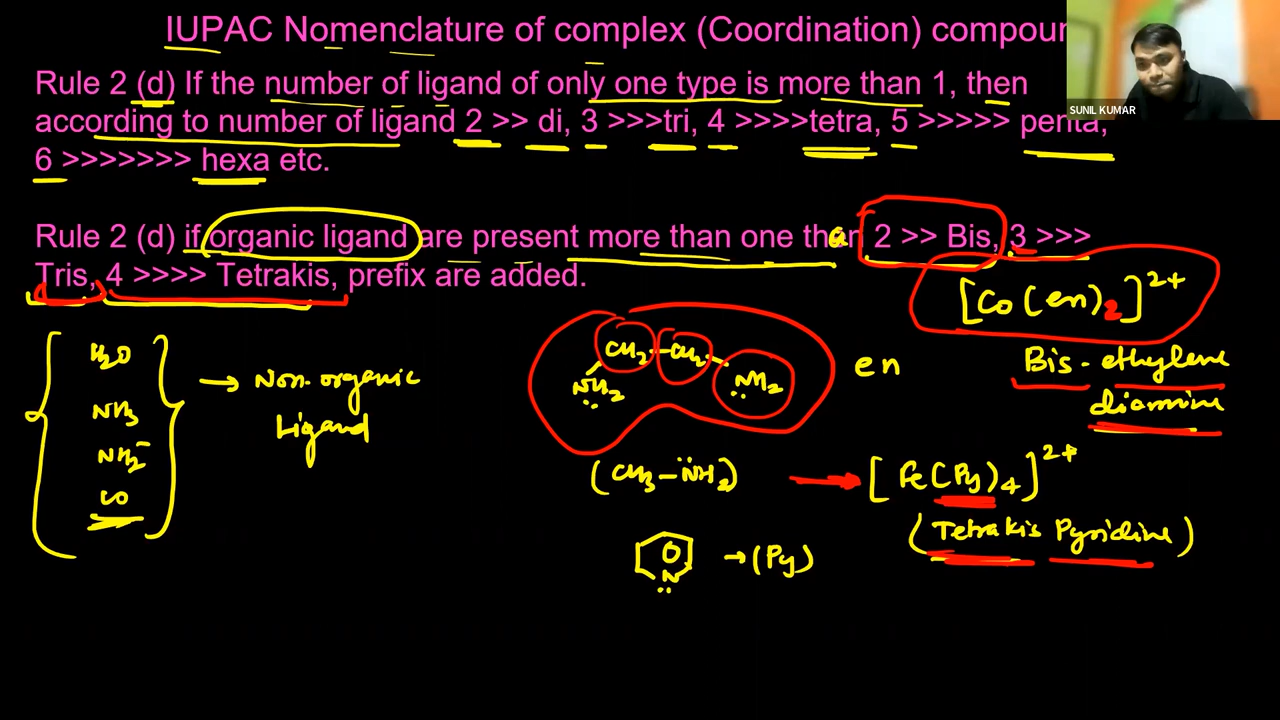 IUPAC Nomenclature of complex (Coordination) compoun
SUNIL KUMAR
Rule 2 (d) If the number of ligand of only one type is more than 1, then
according to number of ligand 2 >> di, 3 >>>tri, 4 >>>>tetra, 5 >>>>> penta,
6 >>>>>>> hexa etc.
Rule 2 (d) if organic ligand are present more than one than 2 >> Bis, 3 >>>
Tris, 4 >>>> Tetrakis, prefix are added.
[Co(en)2]2+
Bis-ethylene
diamine
H2O
NH3
NH2-
CO
→ Non-organic
Ligand
CH2-CH2-
NH2 NH2
en
(CH3-NH2)
→ [Fe(Py)4]2+
(Tetrakis Pyridine)
N
→(Py)